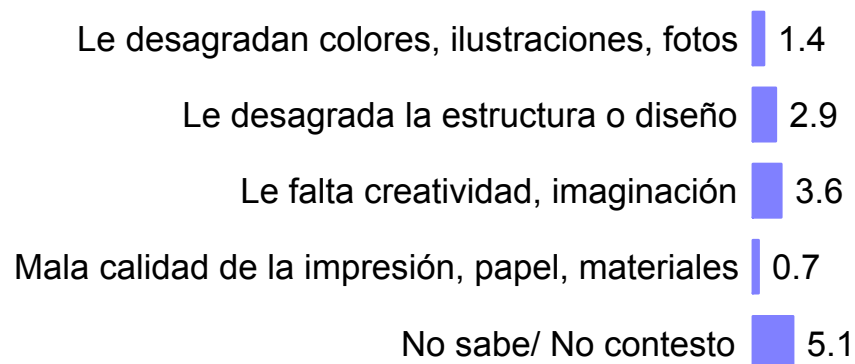 Le desagradan colores, ilustraciones, fotos 1.4
Le desagrada la estructura o diseño 2.9
Le falta creatividad, imaginación 3.6
Mala calidad de la impresión, papel, materiales 0.7
No sabe/ No contesto 5.1